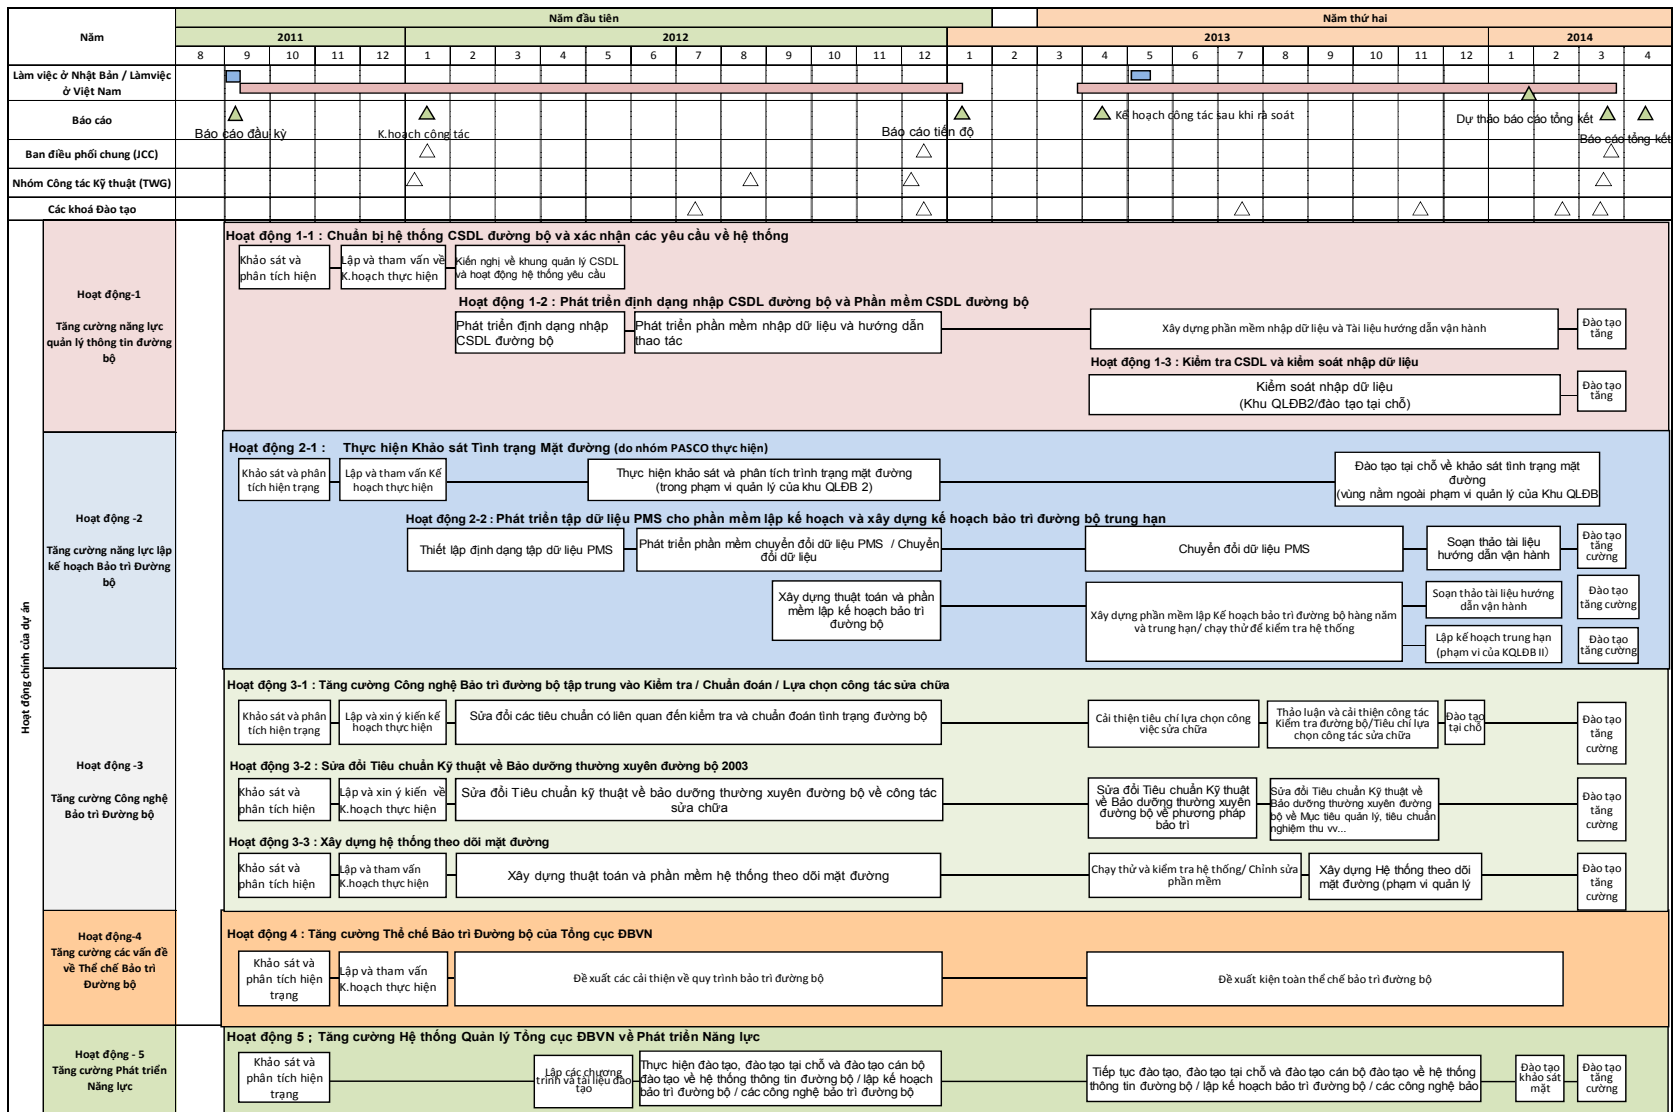 Năm đầu tiên
Năm thứ hai
Năm
2011
2012
2013
2014
8 9 10 11 12 1 2 3 4 5 6 7 8 9 10 11 12 1 2 3 4 5 6 7 8 9 10 11 12 1 2 3 4
Làm việc ở Nhật Bản / Làmviệc
ở Việt Nam
Báo cáo
Báo cáo đầu kỳ
K.hoạch công tác
Báo cáo tiến độ
Kế hoạch công tác sau khi rà soát
Dự thảo báo cáo tổng kết
Báo cáo tổng kết
Ban điều phối chung (JCC)
Nhóm Công tác Kỹ thuật (TWG)
Các khoá Đào tạo
Hoạt động chính của dự án
Hoạt động-1
Tăng cường năng lực
quản lý thông tin đường
bộ
Hoạt động 1-1 : Chuẩn bị hệ thống CSDL đường bộ và xác nhận các yêu cầu về hệ thống
Khảo sát và
phân tích hiện
Lập và tham vấn về
K.hoạch thực hiện
Kiến nghị về khung quản lý CSDL
và hoạt động hệ thống yêu cầu
Hoạt động 1-2 : Phát triển định dạng nhập CSDL đường bộ và Phần mềm CSDL đường bộ
Phát triển định dạng nhập
CSDL đường bộ
Phát triển phần mềm nhập dữ liệu và hướng dẫn
thao tác
Xây dựng phần mềm nhập dữ liệu và Tài liệu hướng dẫn vận hành
Đào tạo
tăng
Hoạt động 1-3 : Kiểm tra CSDL và kiểm soát nhập dữ liệu
Kiểm soát nhập dữ liệu
(Khu QLĐB2/đào tạo tại chỗ)
Đào tạo
tăng
Hoạt động -2
Tăng cường năng lực lập
kế hoạch Bảo trì Đường
bộ
Hoạt động 2-1 : Thực hiện Khảo sát Tình trạng Mặt đường (do nhóm PASCO thực hiện)
Khảo sát và phân
tích hiện trạng
Lập và tham vấn Kế
hoạch thực hiện
Thực hiện khảo sát và phân tích trình trạng mặt đường
(trong phạm vi quản lý của khu QLĐB 2)
Đào tạo tại chỗ về khảo sát tình trạng mặt
đường
(vùng nằm ngoài phạm vi quản lý của Khu QLĐB
Hoạt động 2-2 : Phát triển tập dữ liệu PMS cho phần mềm lập kế hoạch và xây dựng kế hoạch bảo trì đường bộ trung hạn
Thiết lập định dạng tập dữ liệu PMS
Phát triển phần mềm chuyển đổi dữ liệu PMS / Chuyển
đổi dữ liệu
Chuyển đổi dữ liệu PMS
Soạn thảo tài liệu
hướng dẫn vận hành
Đào tạo
tăng
cường
Xây dựng thuật toán và phần
mềm lập kế hoạch bảo trì
đường bộ
Xây dựng phần mềm lập Kế hoạch bảo trì đường bộ hàng năm
và trung hạn/ chạy thử để kiểm tra hệ thống
Soạn thảo tài liệu hướng
dẫn vận hành
Đào tạo
tăng cường
Lập kế hoạch trung hạn
(phạm vi của KQLĐB II)
Đào tạo
tăng cường
Hoạt động -3
Tăng cường Công nghệ
Bảo trì Đường bộ
Hoạt động 3-1 : Tăng cường Công nghệ Bảo trì đường bộ tập trung vào Kiểm tra / Chuẩn đoán / Lựa chọn công tác sửa chữa
Khảo sát và phân
tích hiện trạng
Lập và xin ý kiến kế
hoạch thực hiện
Sửa đổi các tiêu chuẩn có liên quan đến kiểm tra và chuẩn đoán tình trạng đường bộ
Cải thiện tiêu chí lựa chọn công
việc sửa chữa
Thảo luận và cải thiện công tác
Kiểm tra đường bộ/Tiêu chí lựa
chọn công tác sửa chữa
Đào tạo
tại chỗ
Đào tạo
tăng
cường
Hoạt động 3-2 : Sửa đổi Tiêu chuẩn Kỹ thuật về Bảo dưỡng thường xuyên đường bộ 2003
Khảo sát và
phân tích hiện
Lập và xin ý kiến về
K.hoạch thực hiện
Sửa đổi Tiêu chuẩn kỹ thuật về bảo dưỡng thường xuyên đường bộ về công tác
sửa chữa
Sửa đổi Tiêu chuẩn Kỹ thuật
về Bảo dưỡng thường xuyên
đường bộ về phương pháp
bảo trì
Sửa đổi Tiêu chuẩn Kỹ thuật về
Bảo dưỡng thường xuyên đường
bộ về Mục tiêu quản lý, tiêu chuẩn
nghiệm thu vv...
Đào tạo
tăng
cường
Hoạt động 3-3 : Xây dựng hệ thống theo dõi mặt đường
Khảo sát và
phân tích hiện
Lập và tham vấn
K.hoạch thực hiện
Xây dựng thuật toán và phần mềm hệ thống theo dõi mặt đường
Chạy thử và kiểm tra hệ thống/ Chỉnh sửa
phần mềm
Xây dựng Hệ thống theo dõi
mặt đường (phạm vi quản lý
Đào tạo
tăng
cường
Hoạt động-4
Tăng cường các vấn đề
về Thể chế Bảo trì
Đường bộ
Hoạt động 4 : Tăng cường Thể chế Bảo trì Đường bộ của Tổng cục ĐBVN
Khảo sát và
phân tích hiện
trạng
Lập và tham vấn
K.hoạch thực hiện
Đề xuất các cải thiện về quy trình bảo trì đường bộ
Đề xuất kiện toàn thể chế bảo trì đường bộ
Hoạt động - 5
Tăng cường Phát triển
Năng lực
Hoạt động 5 ; Tăng cường Hệ thống Quản lý Tổng cục ĐBVN về Phát triển Năng lực
Khảo sát và
phân tích hiện
trạng
Lập các chương
trình và tài liệu đào
tạo
Thực hiện đào tạo, đào tạo tại chỗ và đào tạo cán bộ
đào tạo về hệ thống thông tin đường bộ / lập kế hoạch
bảo trì đường bộ / các công nghệ bảo trì đường bộ
Tiếp tục đào tạo, đào tạo tại chỗ và đào tạo cán bộ đào tạo về hệ thống
thông tin đường bộ / lập kế hoạch bảo trì đường bộ / các công nghệ bảo
Đào tạo
khảo sát
mặt
Đào tạo
tăng
cường